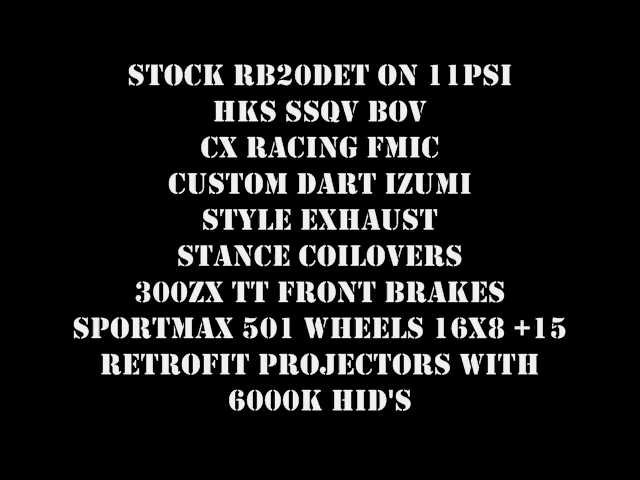 STOCK RB20DET ON 11PSI
HKS SSQV BOV
CX RACING FMIC
CUSTOM DART IZUMI
STYLE EXHAUST
STANCE COILOVERS
300ZX TT FRONT BRAKES
SPORTMAX 501 WHEELS 16X8 +15
RETROFIT PROJECTORS WITH
6000K HID'S